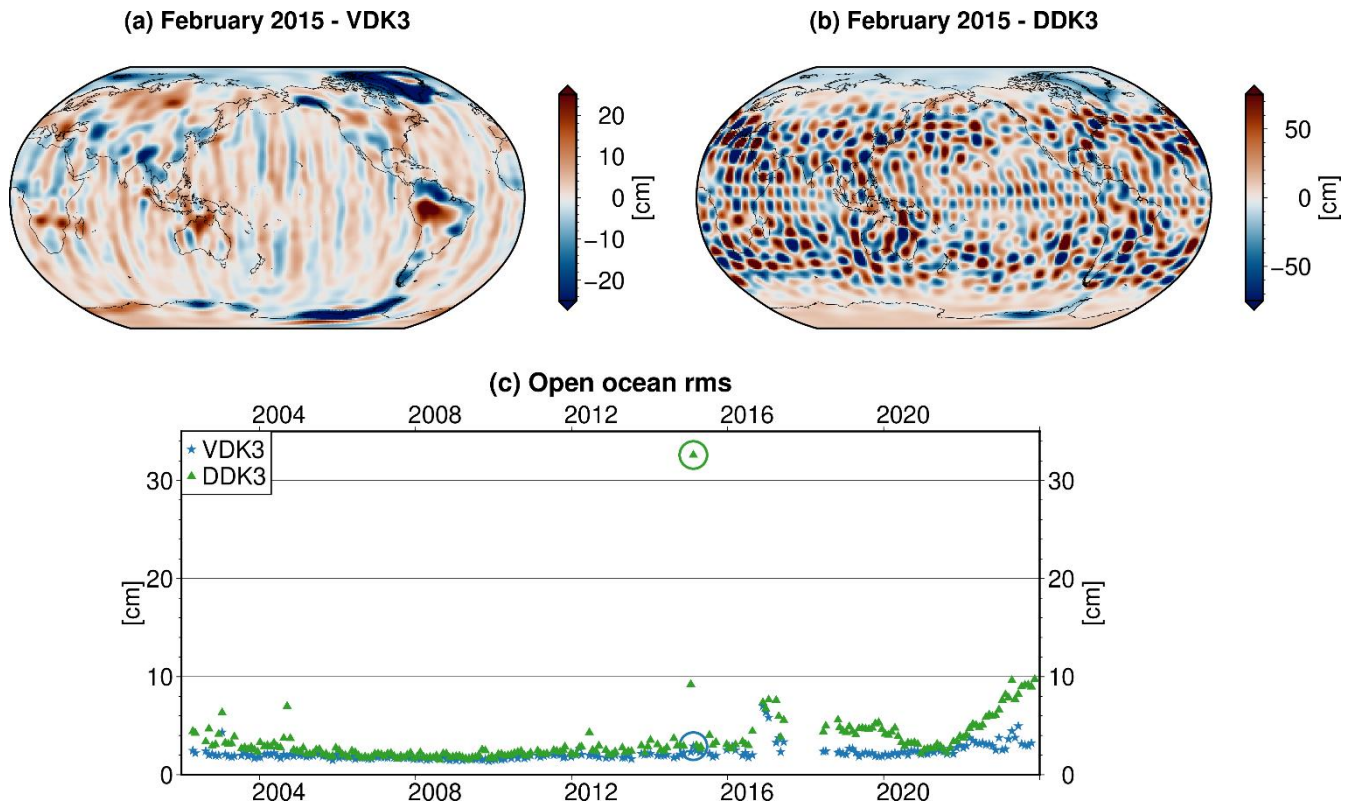 (a) February 2015 - VDK3
(b) February 2015 - DDK3
20
10
0
−10
−20
[cm]
50
0
−50
[cm]
(c) Open ocean rms
2004 2008 2012 2016 2020
VDK3
DDK3
30 30
20 20
[cm] [cm]
10 10
0 0
2004 2008 2012 2016 2020